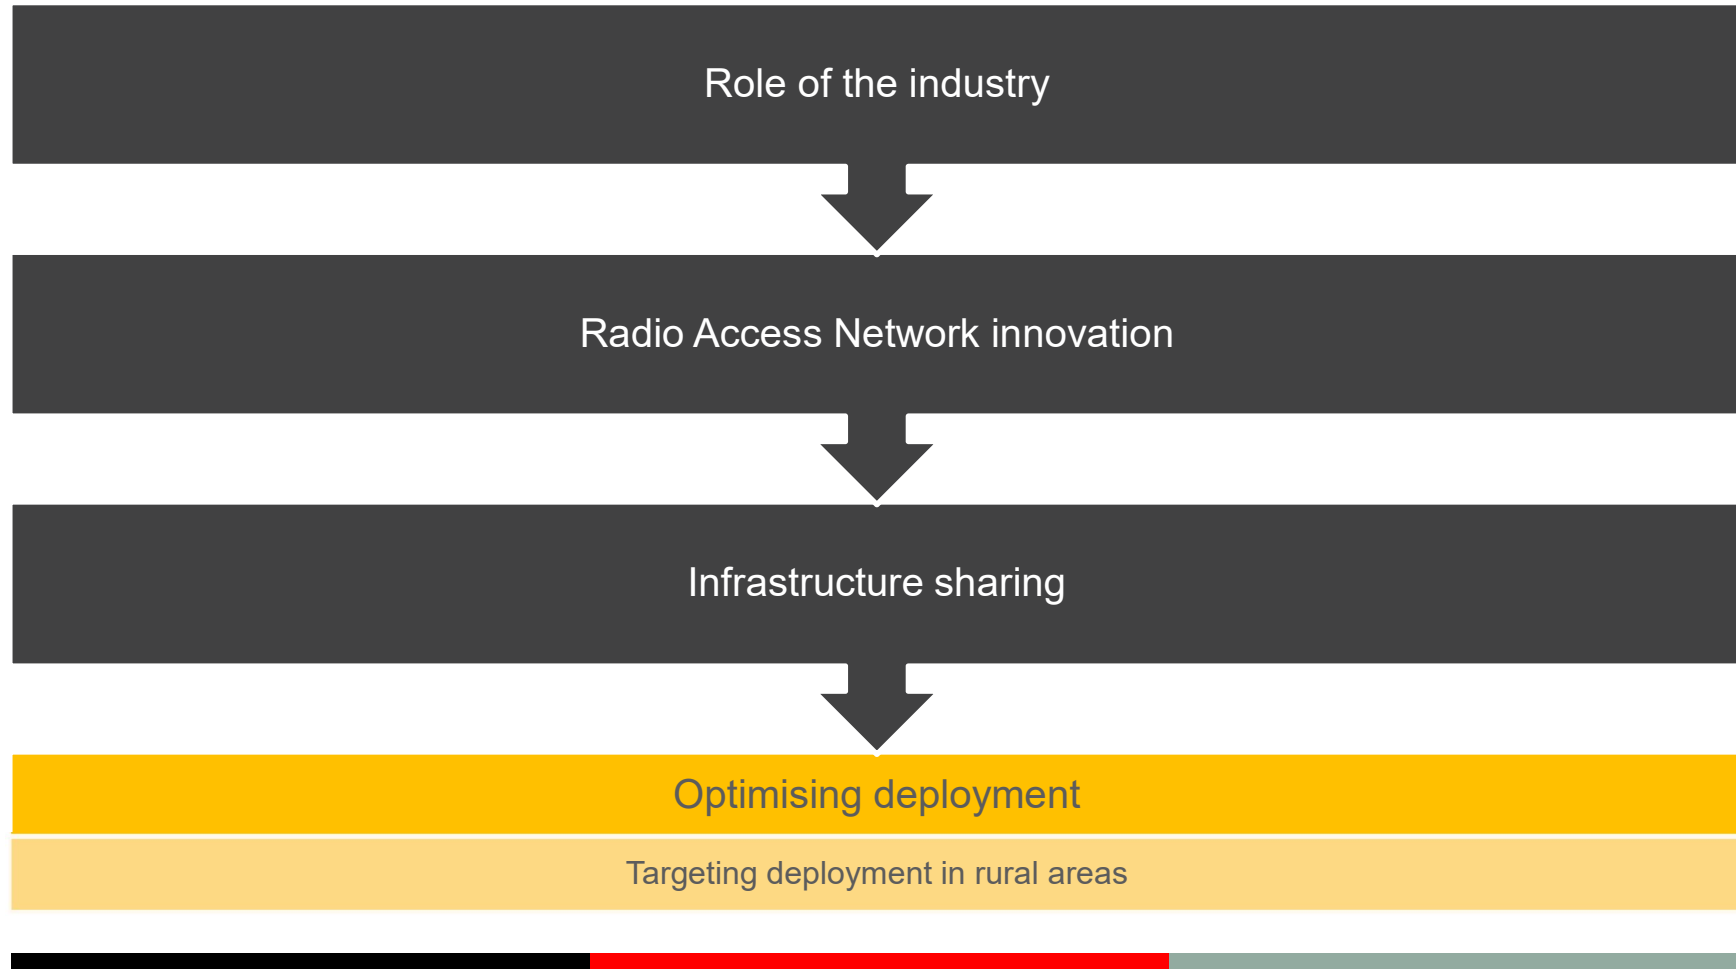 Role of the industry
Radio Access Network innovation
Infrastructure sharing
Optimising deployment
Targeting deployment in rural areas